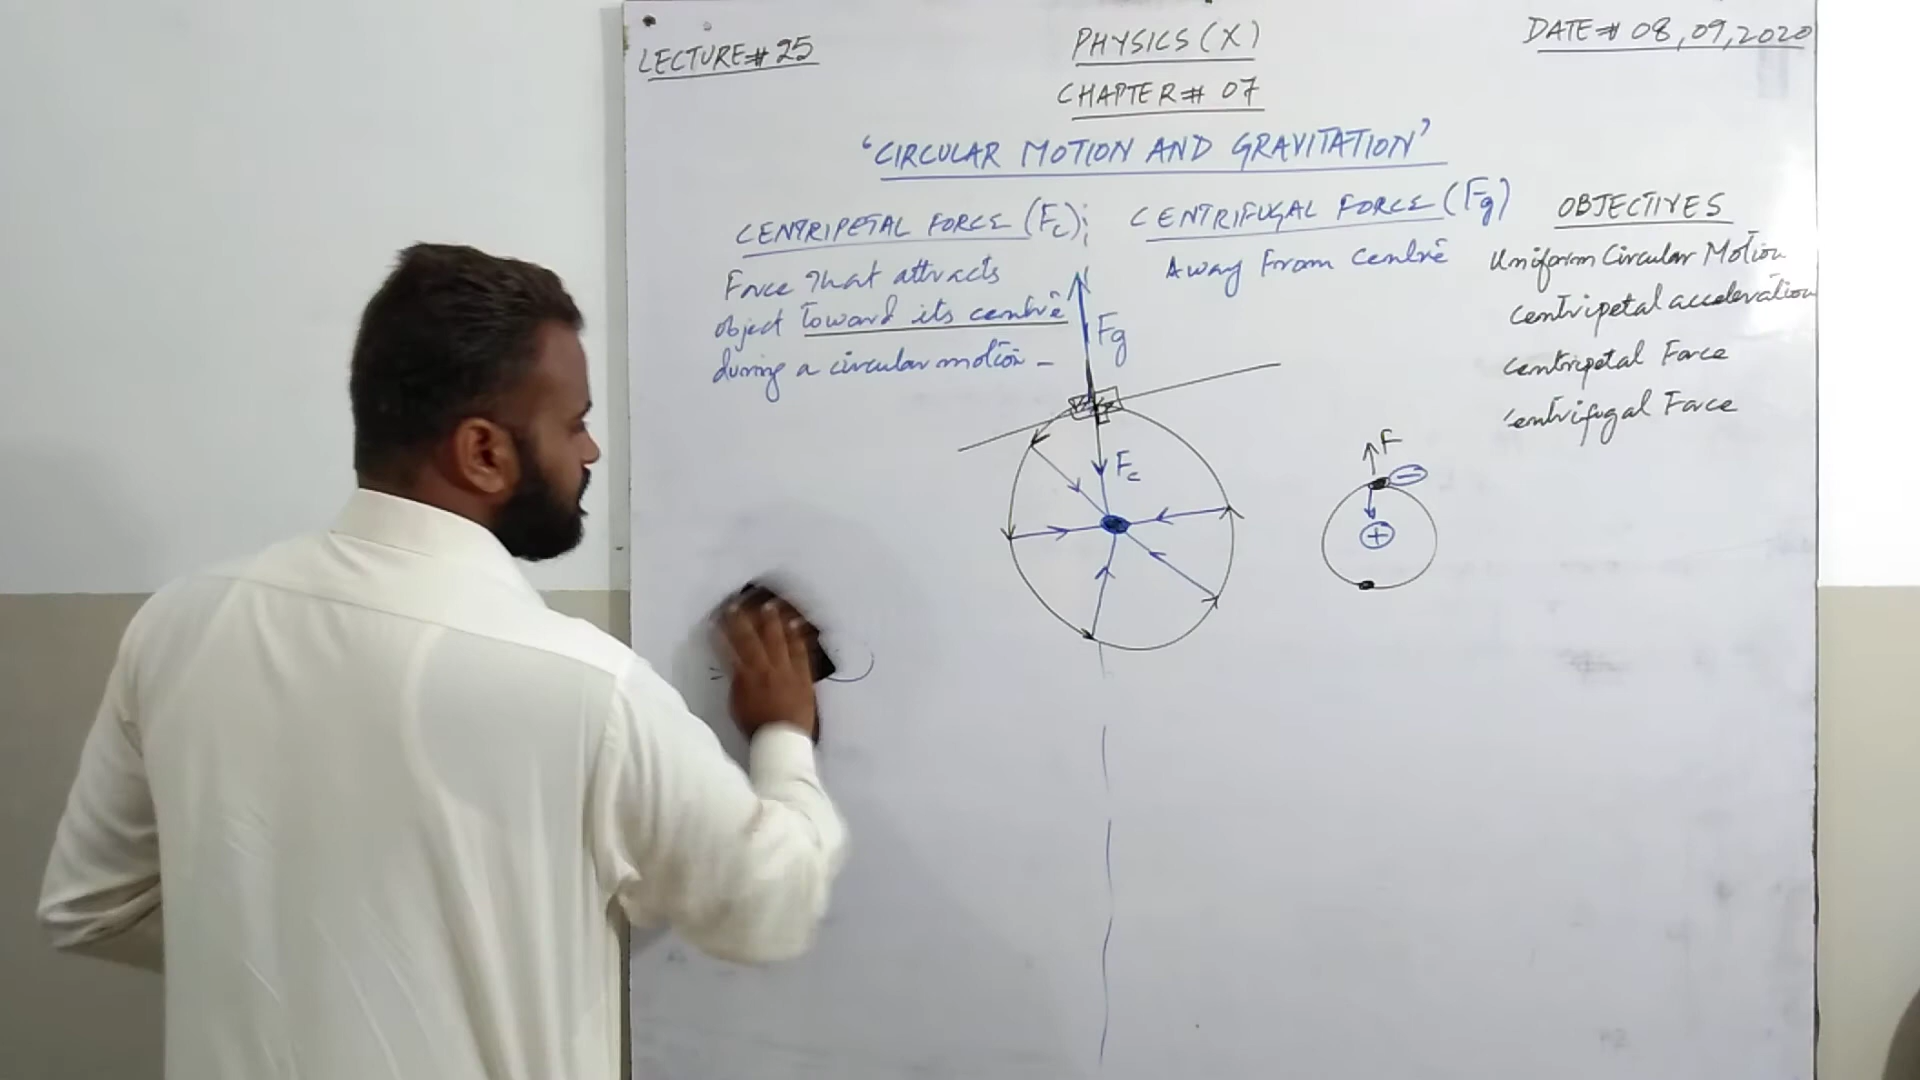 LECTURE# 25
PHYSICS (X)
DATE# 08,09,2020
CHAPTER# 07
‘CIRCULAR MOTION AND GRAVITATION’
CENTRIPETAL FORCE (Fc);
Force That attracts
object toward its centre
during a circular motion –
CENTRIFUGAL FORCE (Fg)
Away From Centre
OBJECTIVES
Uniform Circular Motion
Centripetal acceleration
Centripetal Force
Centrifugal Force
Fg
Fc
F
−
+